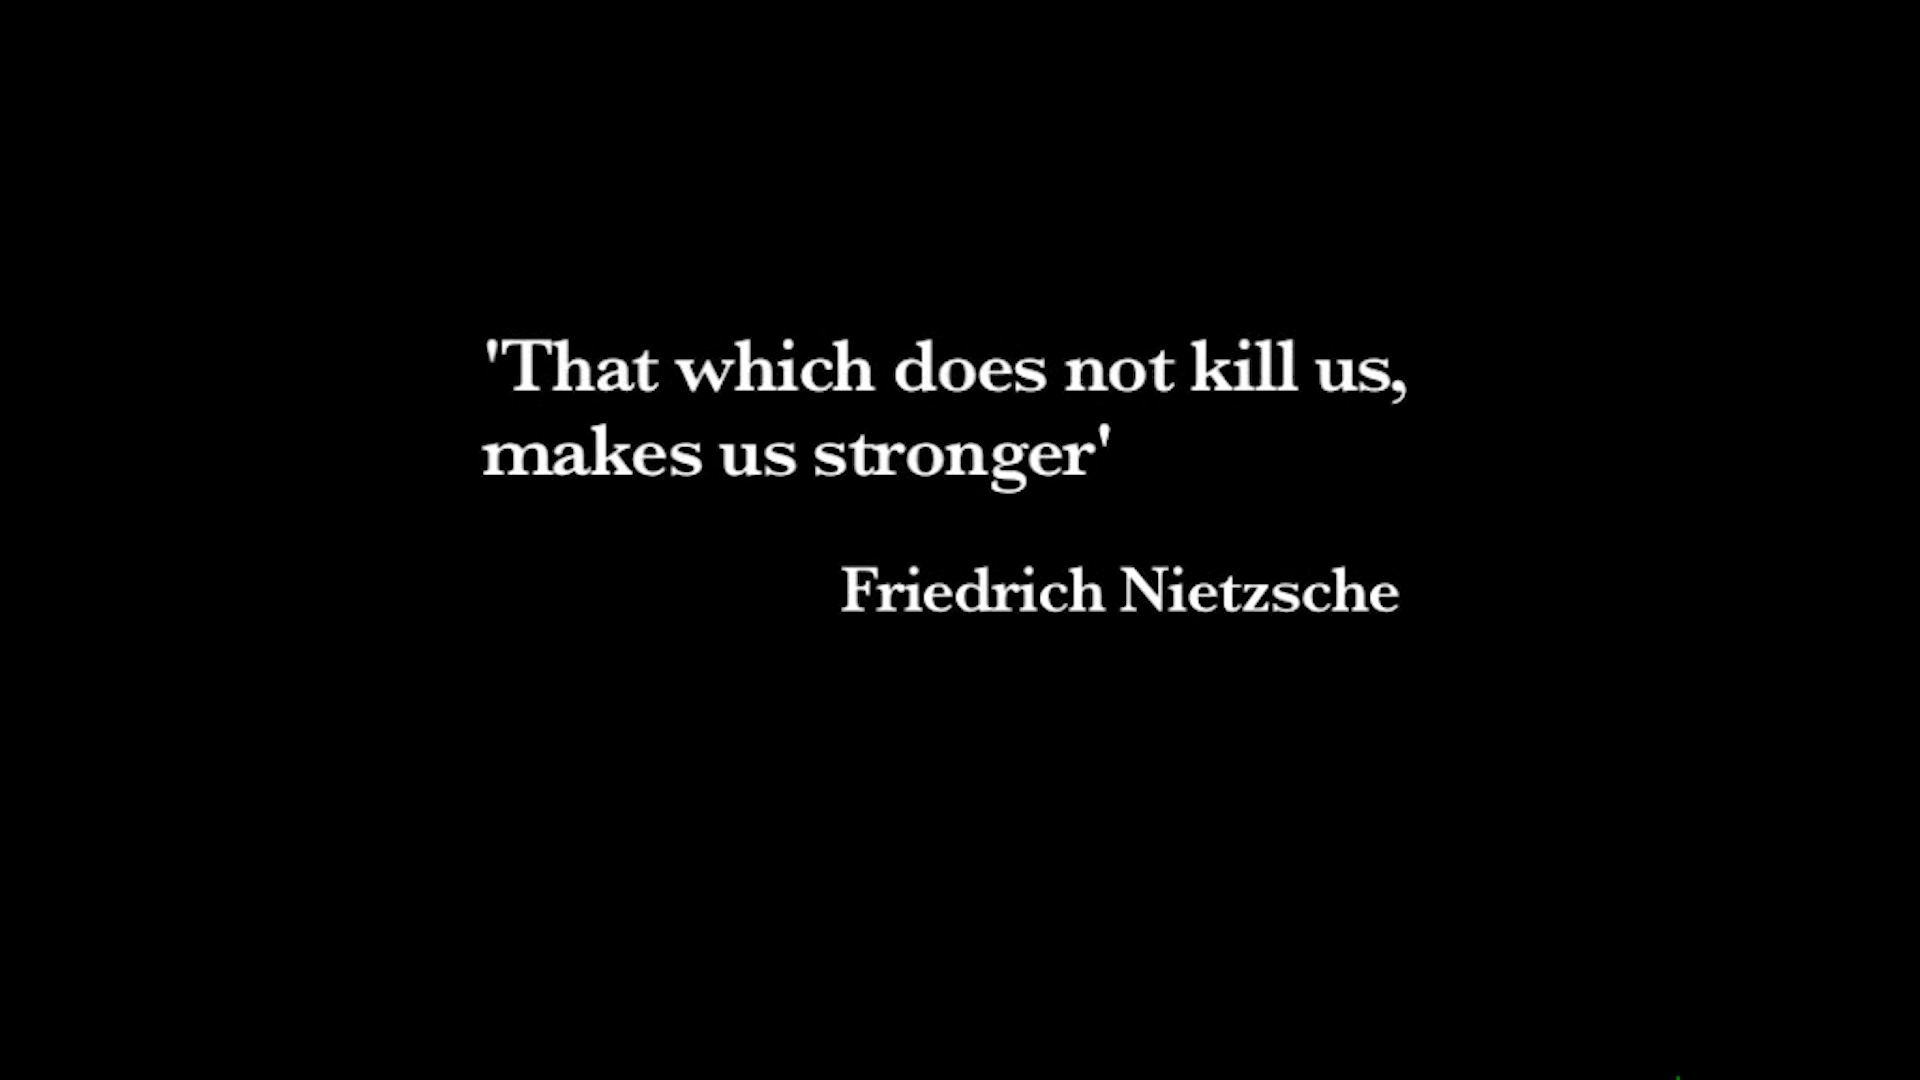 'That which does not kill us,
makes us stronger'
Friedrich Nietzsche